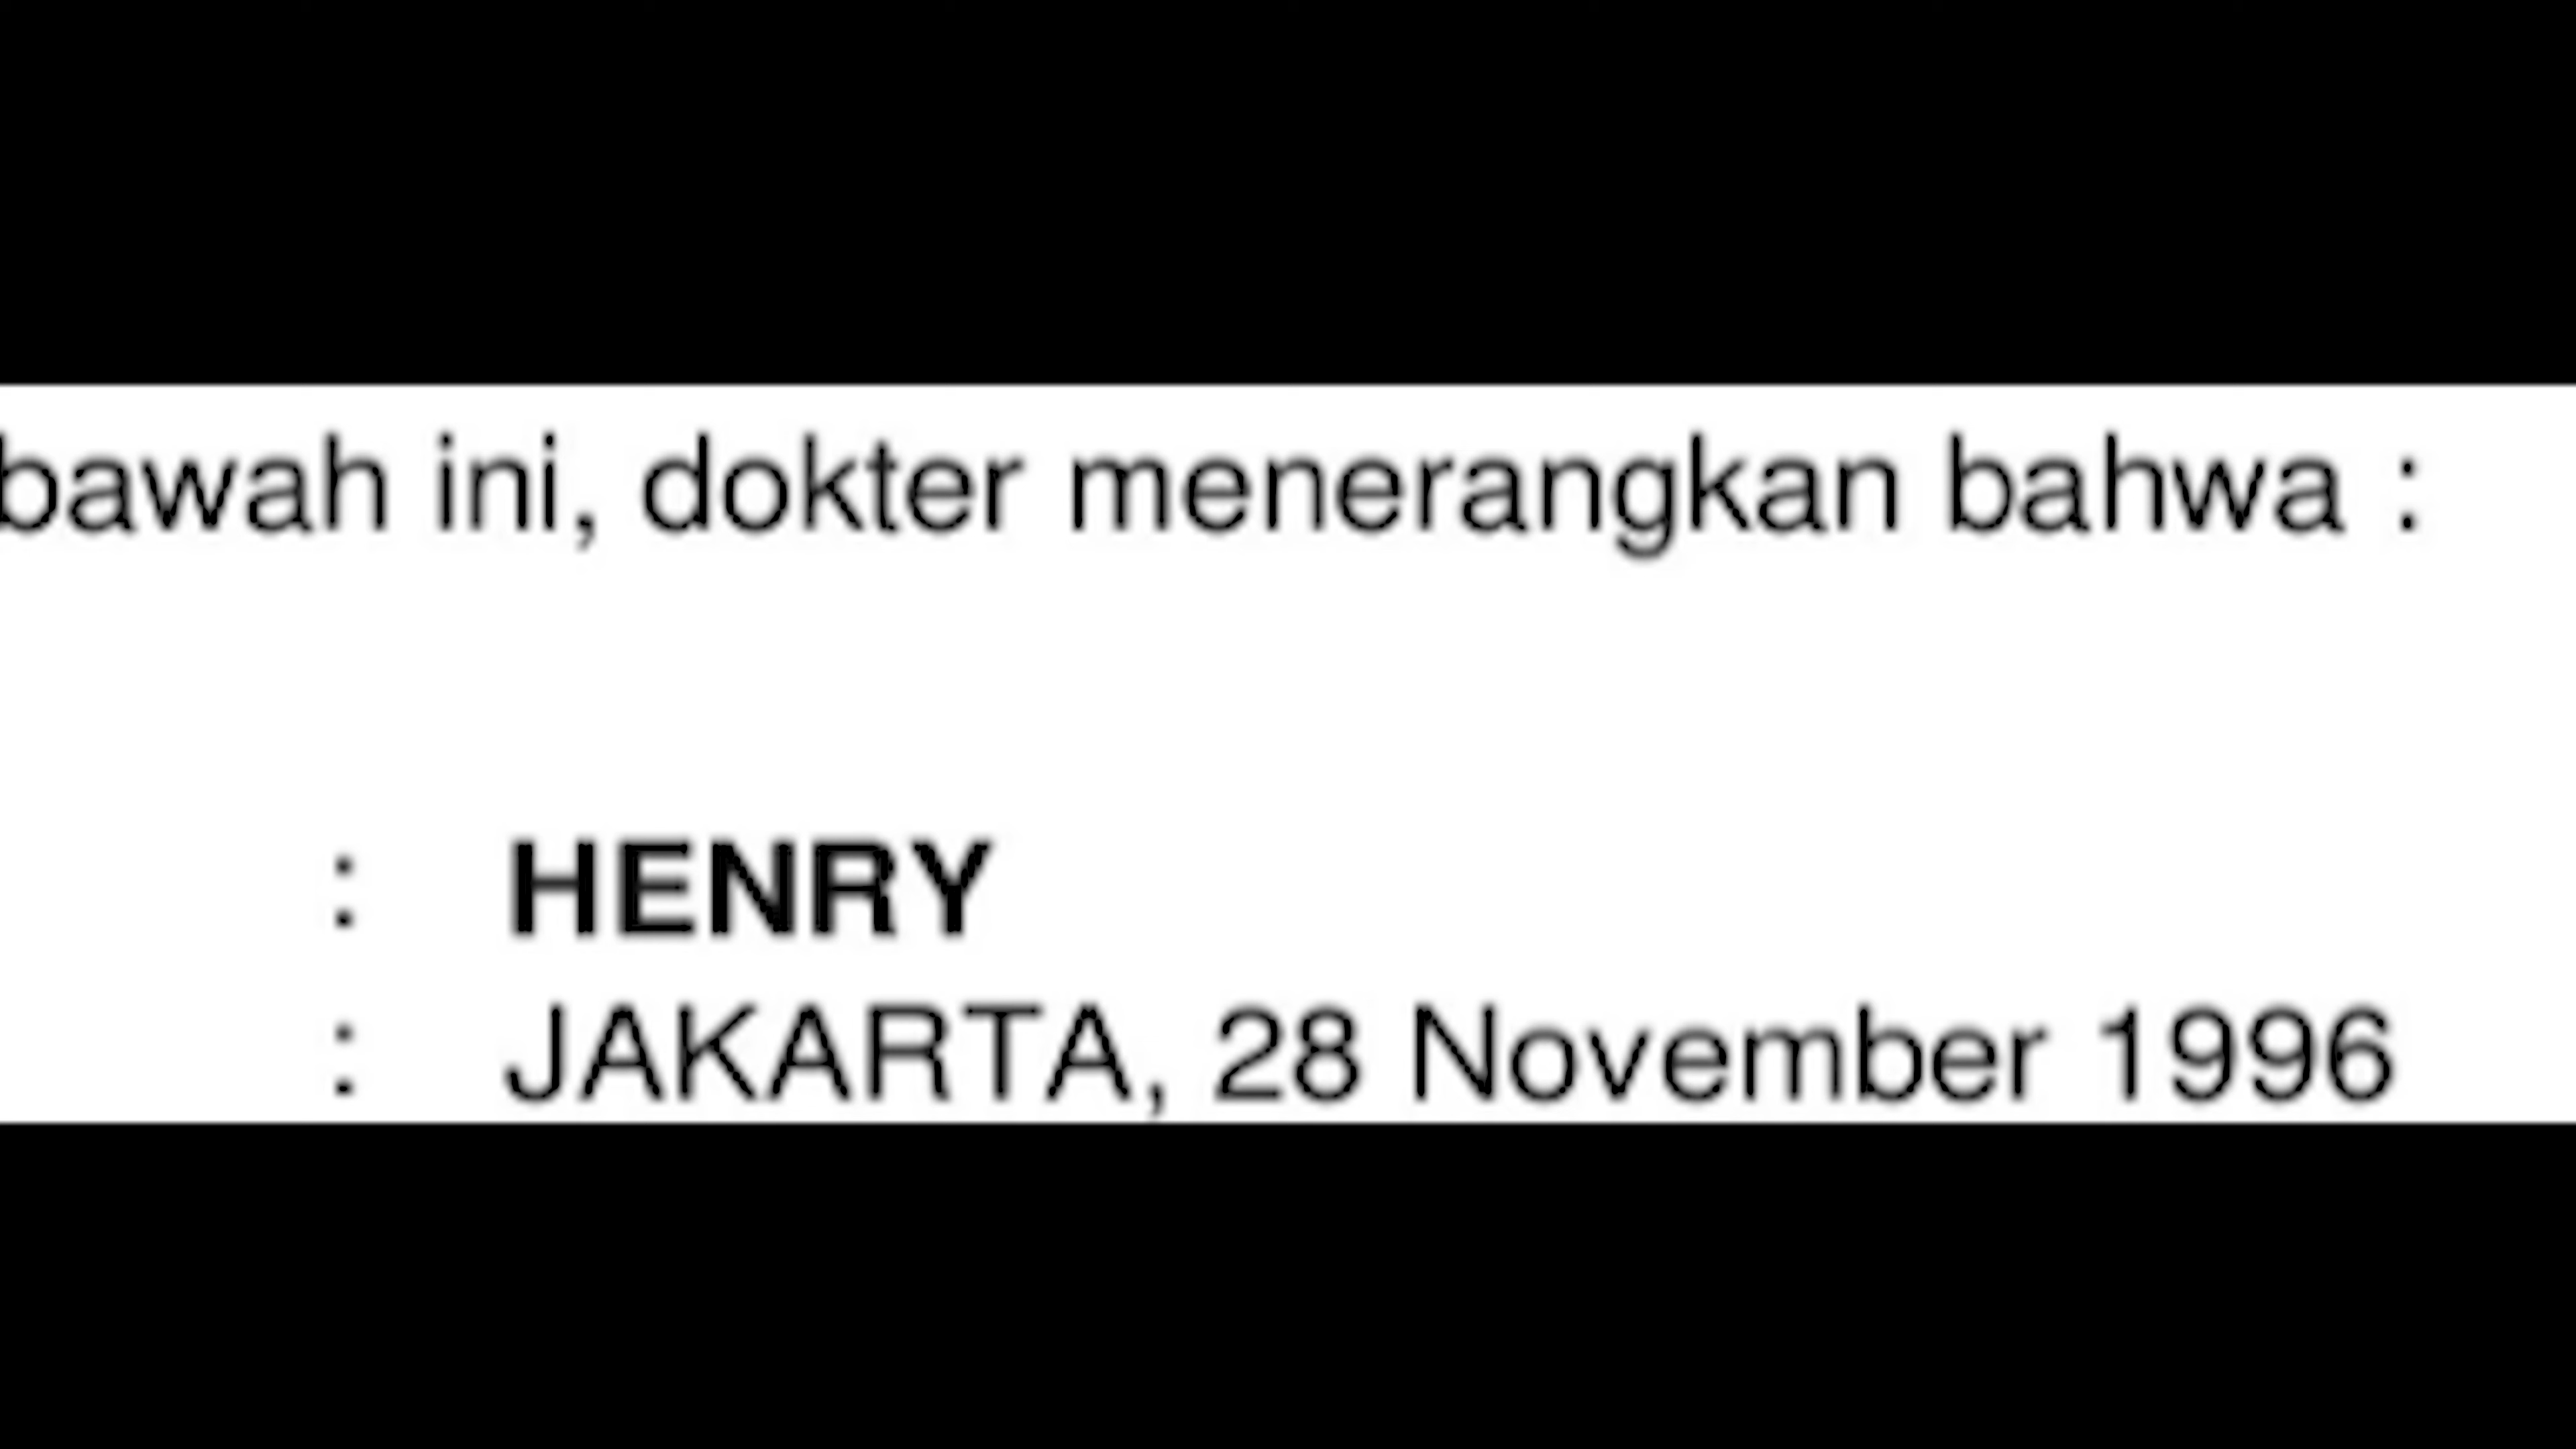 bawah ini, dokter menerangkan bahwa :
: HENRY
: JAKARTA, 28 November 1996